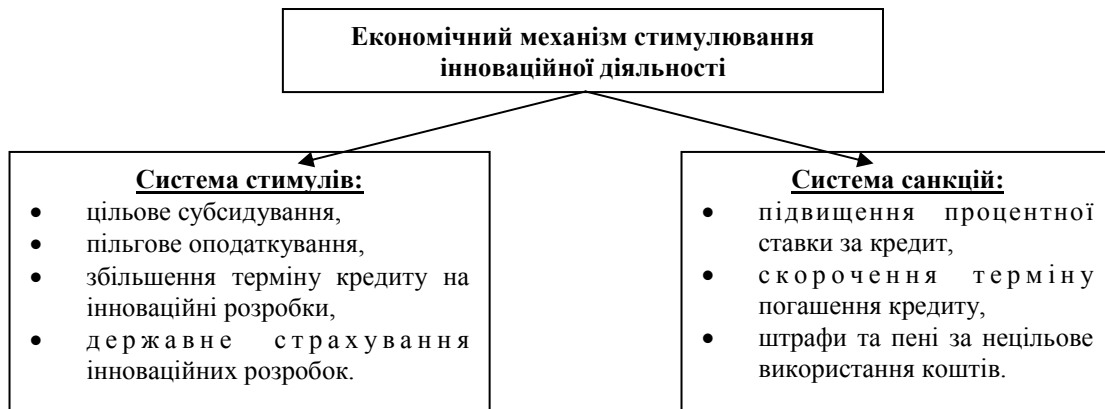 Економічний механізм стимулювання
інноваційної діяльності
Система стимулів:
• цільове субсидування,
• пільгове оподаткування,
• збільшення терміну кредиту на
інноваційні розробки,
• державне страхування
інноваційних розробок.
Система санкцій:
• підвищення процентної
ставки за кредит,
• скорочення терміну
погашення кредиту,
• штрафи та пені за нецільове
використання коштів.